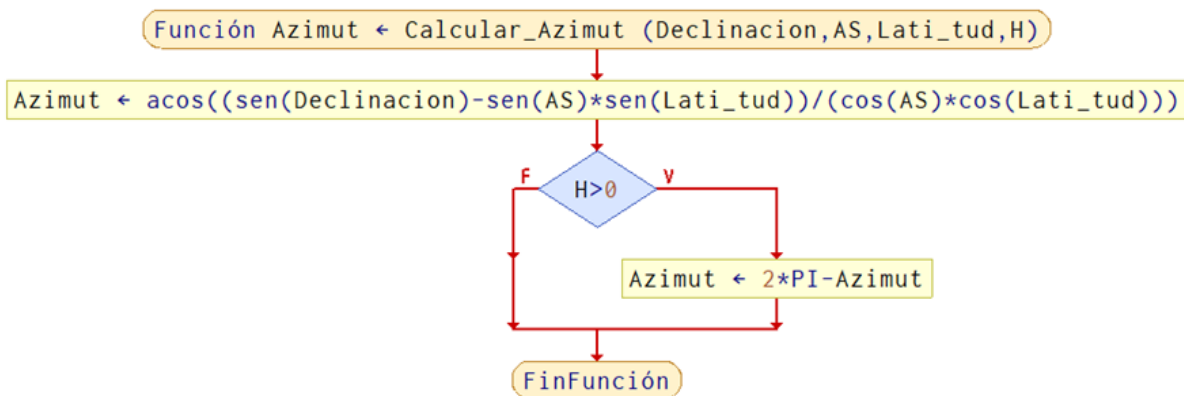 Función Azimut ← Calcular_Azimut (Declinacion,AS,Lati_tud,H)
Azimut ← acos((sen(Declinacion)-sen(AS)*sen(Lati_tud))/(cos(AS)*cos(Lati_tud)))
F
V
H>0
Azimut ← 2*PI-Azimut
FinFunción